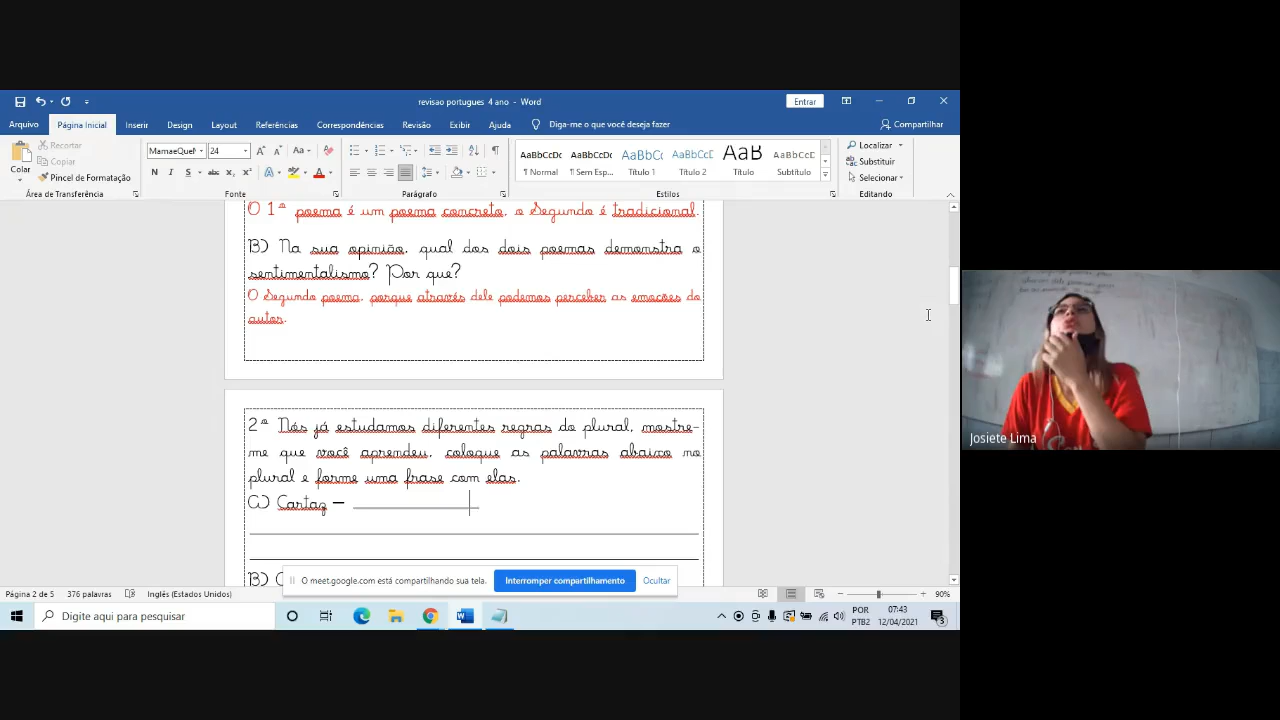 revisao portugues 4 ano - Word
Entrar
Arquivo Página Inicial Inserir Design Layout Referências Correspondências Revisão Exibir Ajuda Diga-me o que você deseja fazer Compartilhar
Colar
Recortar
Copiar
Pincel de Formatação
Área de Transferência
MamaeQueN 24
Fonte
Parágrafo
AaBbCcDc AaBbCcDc AaBbCc AaBbCcE AaB AaBbCcE
¶ Normal ¶ Sem Esp... Título 1 Título 2 Título Subtítulo
Estilos
Localizar
Substituir
Selecionar
Editando
O 1º poema é um poema concreto, o Segundo é tradicional.
B) Na sua opinião, qual dos dois poemas demonstra o
sentimentalismo? Por que?
O Segundo poema, porque através dele podemos perceber as emoções do
autor.
2º Nós já estudamos diferentes regras do plural, mostre-
me que você aprendeu, coloque as palavras abaixo no
plural e forme uma frase com elas.
A) Cartaz –
B)
O meet.google.com está compartilhando sua tela. Interromper compartilhamento Ocultar
Página 2 de 5 376 palavras Inglês (Estados Unidos) 90%
Digite aqui para pesquisar
POR
PTB2
07:43
12/04/2021
3
Josiete Lima